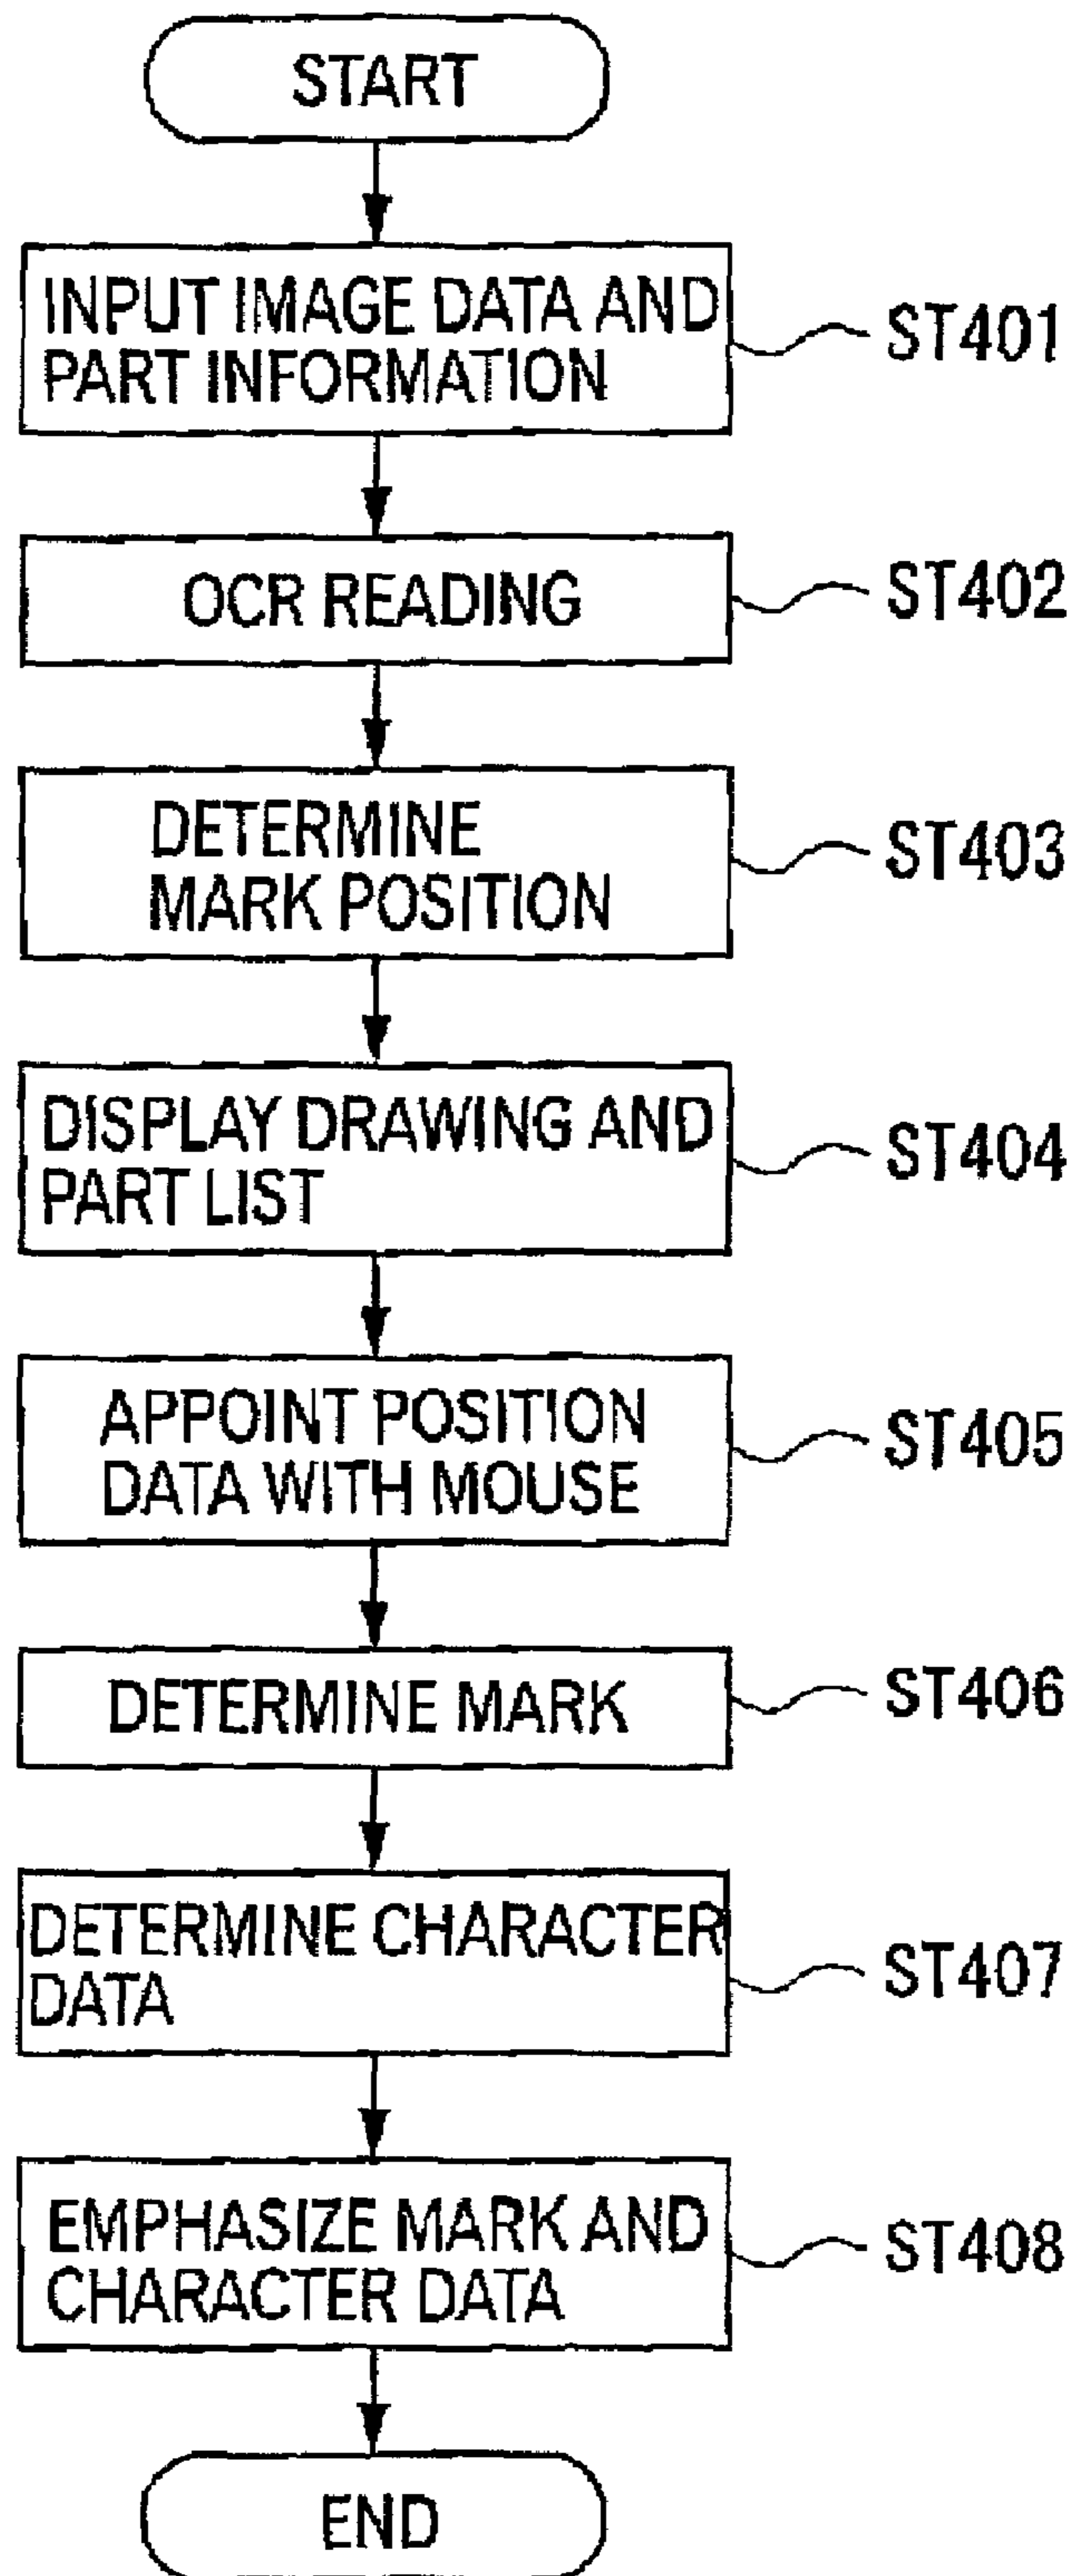 START
INPUT IMAGE DATA AND
PART INFORMATION
ST401
OCR READING
ST402
DETERMINE
MARK POSITION
ST403
DISPLAY DRAWING AND
PART LIST
ST404
APPOINT POSITION
DATA WITH MOUSE
ST405
DETERMINE MARK
ST406
DETERMINE CHARACTER
DATA
ST407
EMPHASIZE MARK AND
CHARACTER DATA
ST408
END